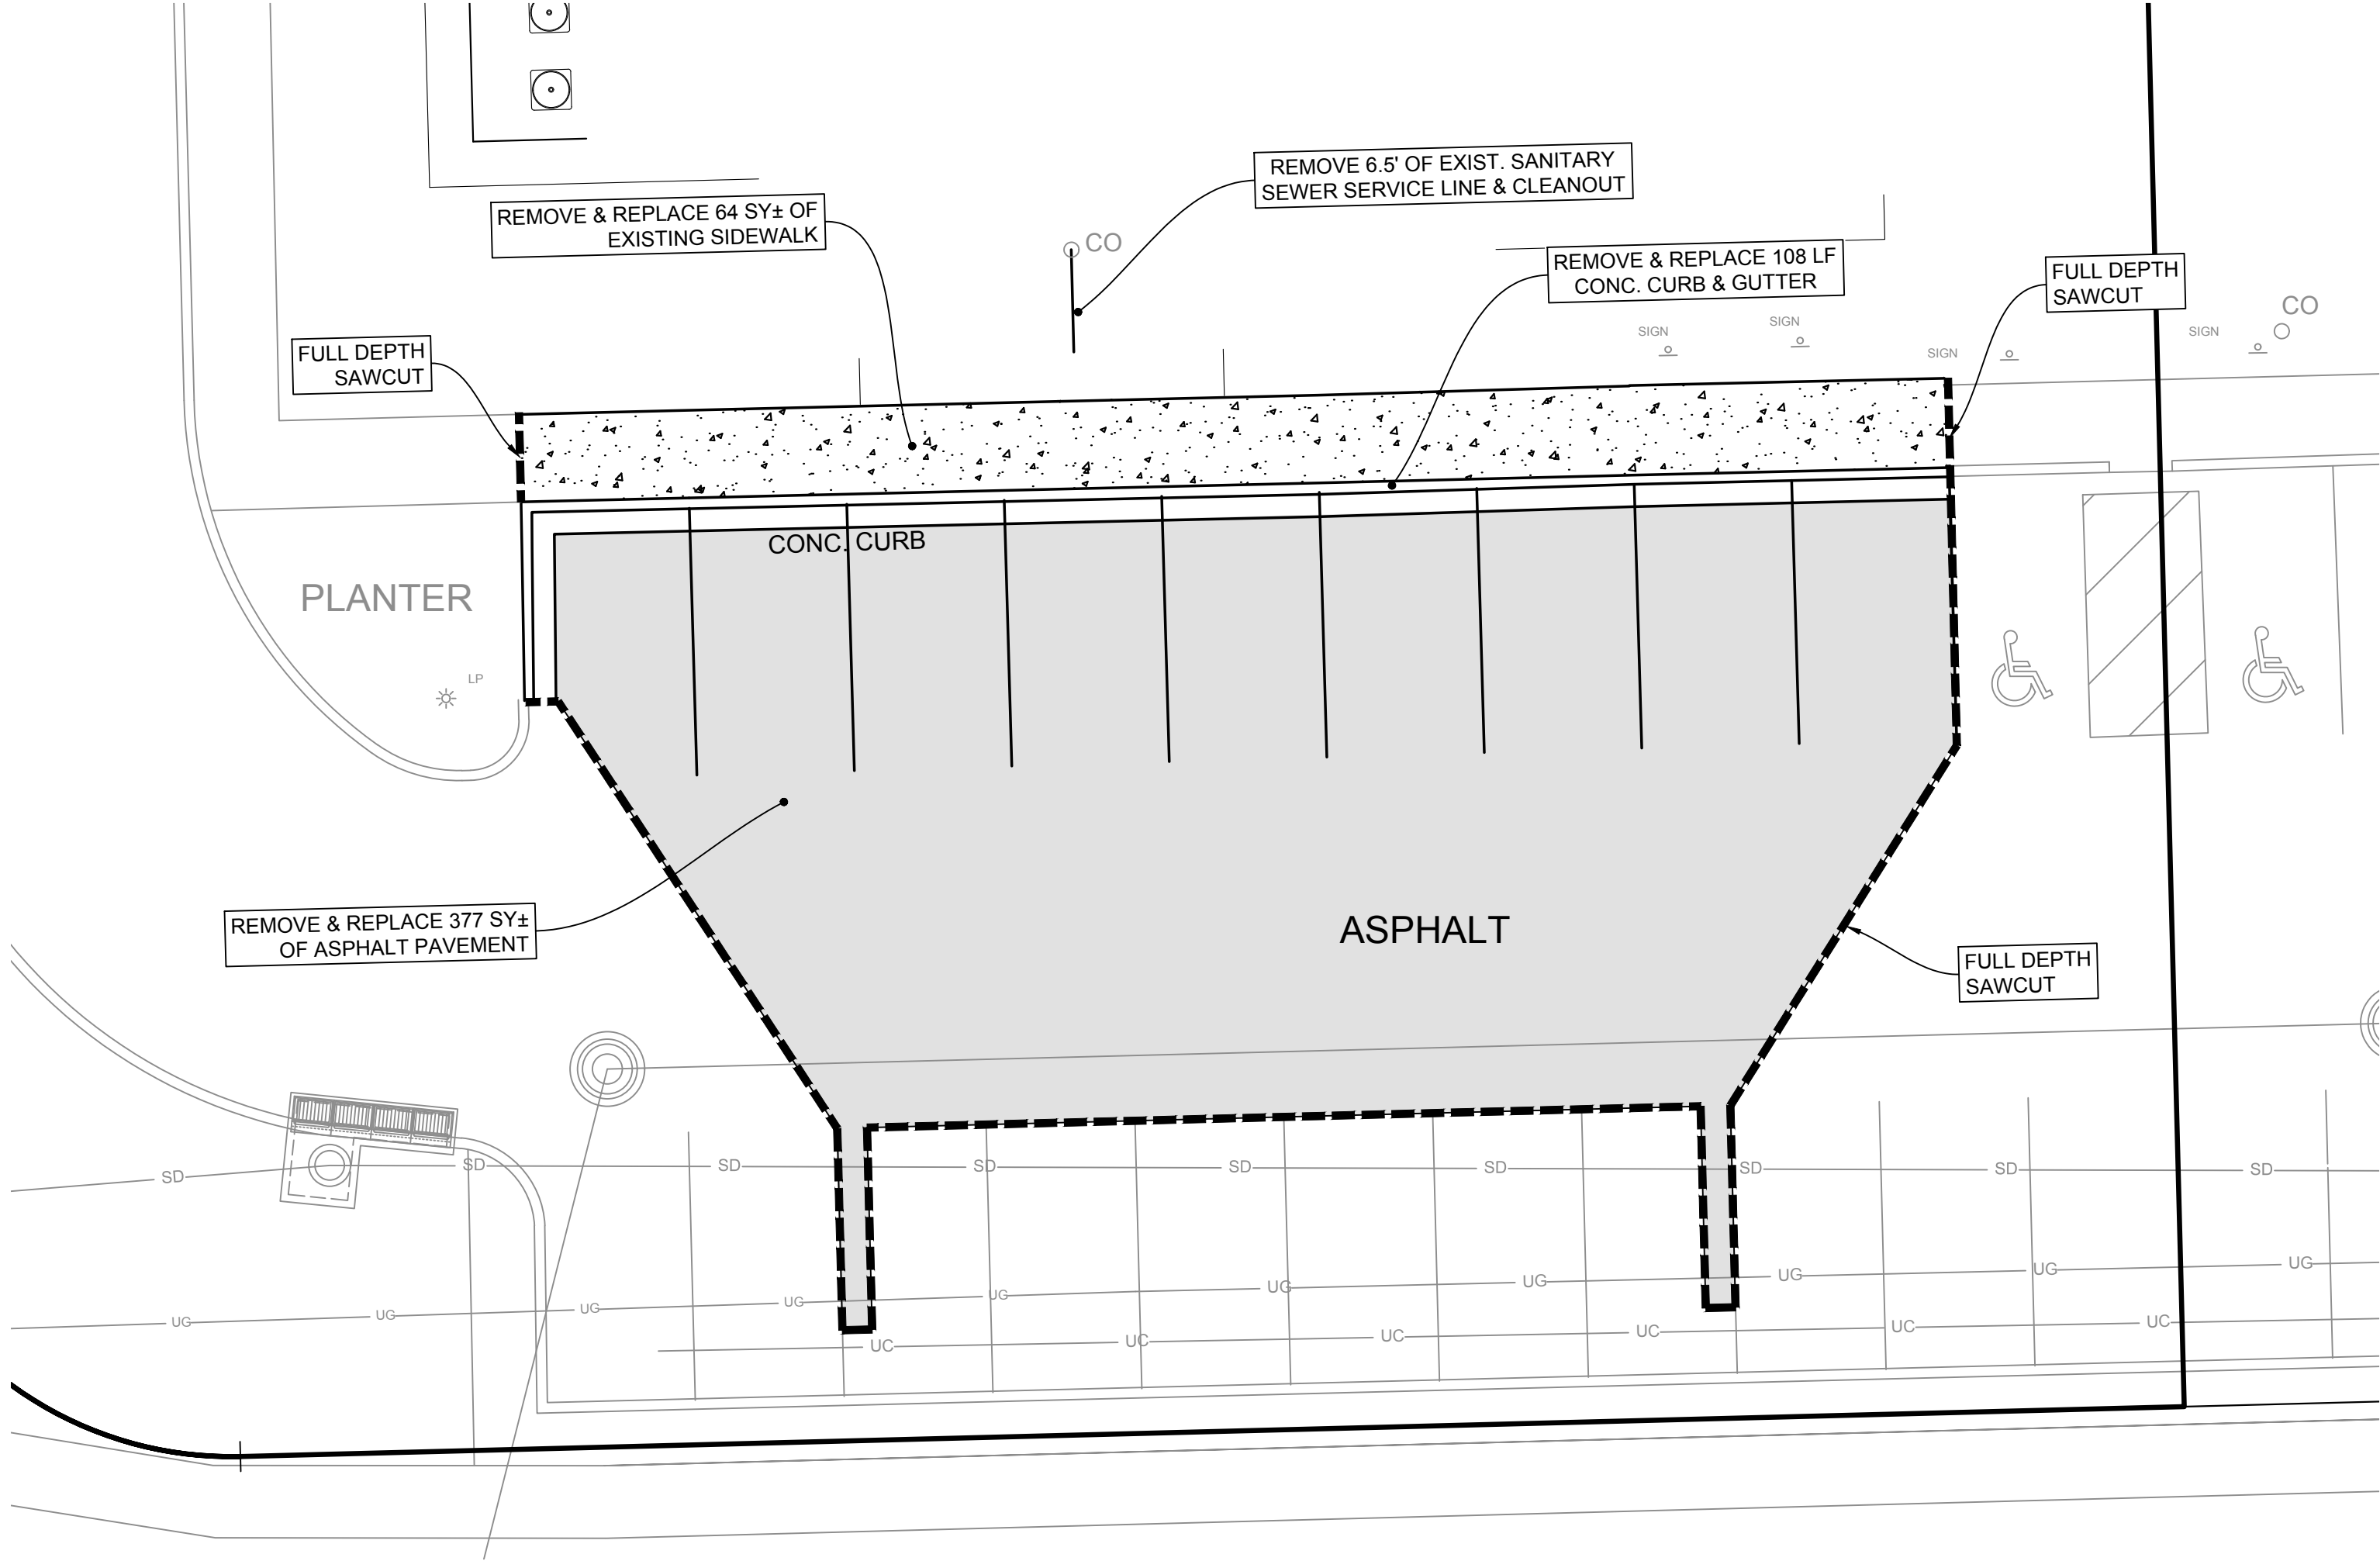 REMOVE 6.5' OF EXIST. SANITARY
SEWER SERVICE LINE & CLEANOUT
REMOVE & REPLACE 64 SY± OF
EXISTING SIDEWALK
CO
REMOVE & REPLACE 108 LF
CONC. CURB & GUTTER
FULL DEPTH
SAWCUT
CO
SIGN
SIGN
SIGN
SIGN
FULL DEPTH
SAWCUT
CONC. CURB
PLANTER
LP
REMOVE & REPLACE 377 SY±
OF ASPHALT PAVEMENT
ASPHALT
FULL DEPTH
SAWCUT
SD
SD
SD
SD
SD
SD
SD
SD
SD
UG
UG
UG
UG
UG
UG
UG
UG
UG
UG
UC
UC
UC
UC
UC
UC